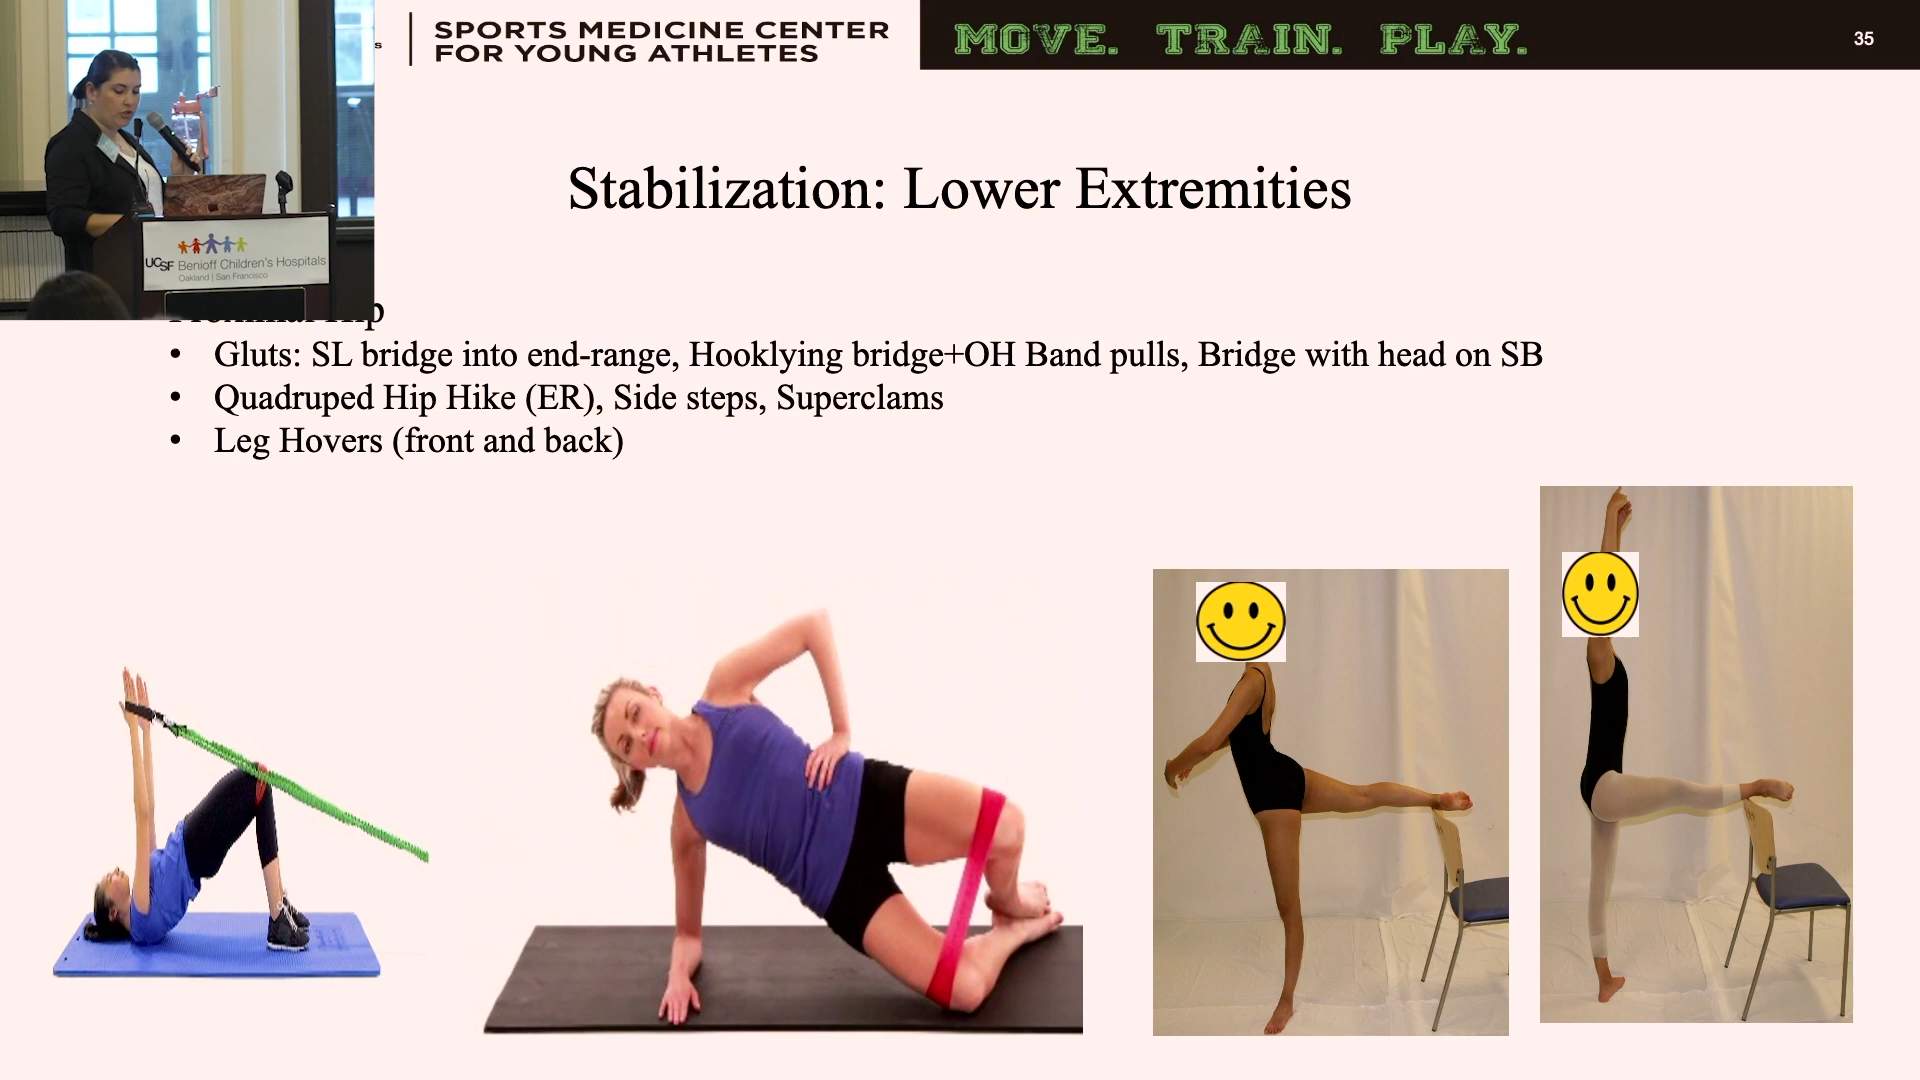 SPORTS MEDICINE CENTER
FOR YOUNG ATHLETES
MOVE. TRAIN. PLAY.
35
UCSF Benioff Children's Hospitals
Oakland | San Francisco
Stabilization: Lower Extremities
• Gluts: SL bridge into end-range, Hooklying bridge+OH Band pulls, Bridge with head on SB
• Quadruped Hip Hike (ER), Side steps, Superclams
• Leg Hovers (front and back)